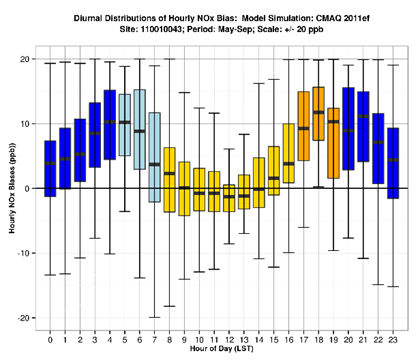 Diurnal Distributions of Hourly NOx Bias: Model Simulation: CMAQ 2011ef
Site: 110010043; Period: May-Sep; Scale: +/- 20 ppb
Hourly NOx Biases (ppb))
20
10
0
-10
-20
0 1 2 3 4 5 6 7 8 9 10 11 12 13 14 15 16 17 18 19 20 21 22 23
Hour of Day (LST)